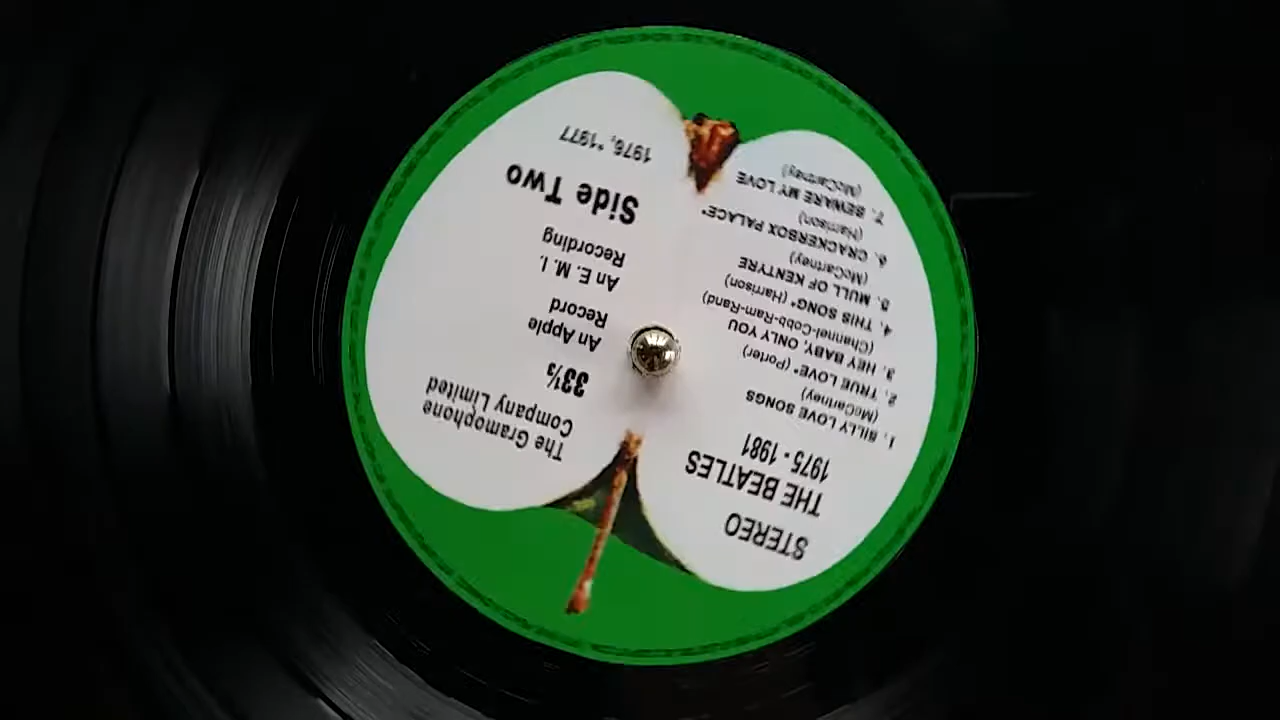 STEREO
THE BEATLES
1975 - 1981
1. SILLY LOVE SONGS
(McCartney)
2. TRUE LOVE* (Porter)
3. HEY BABY, ONLY YOU
(Channel-Cobb-Ram-Rand)
4. THIS SONG* (Harrison)
5. MULL OF KENTYRE
(McCartney)
6. CRACKERBOX PALACE*
(Harrison)
7. BEWARE MY LOVE
(McCartney)
The Gramophone
Company Limited
33⅓
An Apple
Record
An E. M. I.
Recording
Side Two
1976, *1977